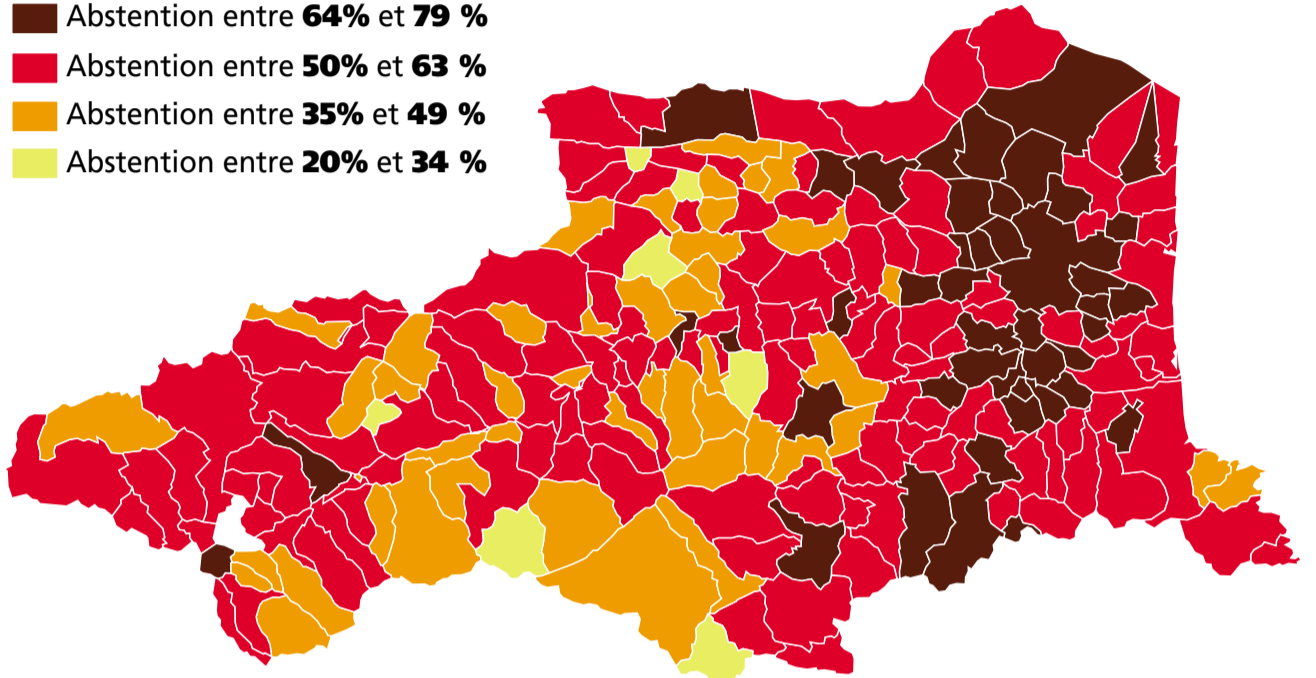 Abstention entre 64% et 79 %
Abstention entre 50% et 63 %
Abstention entre 35% et 49 %
Abstention entre 20% et 34 %